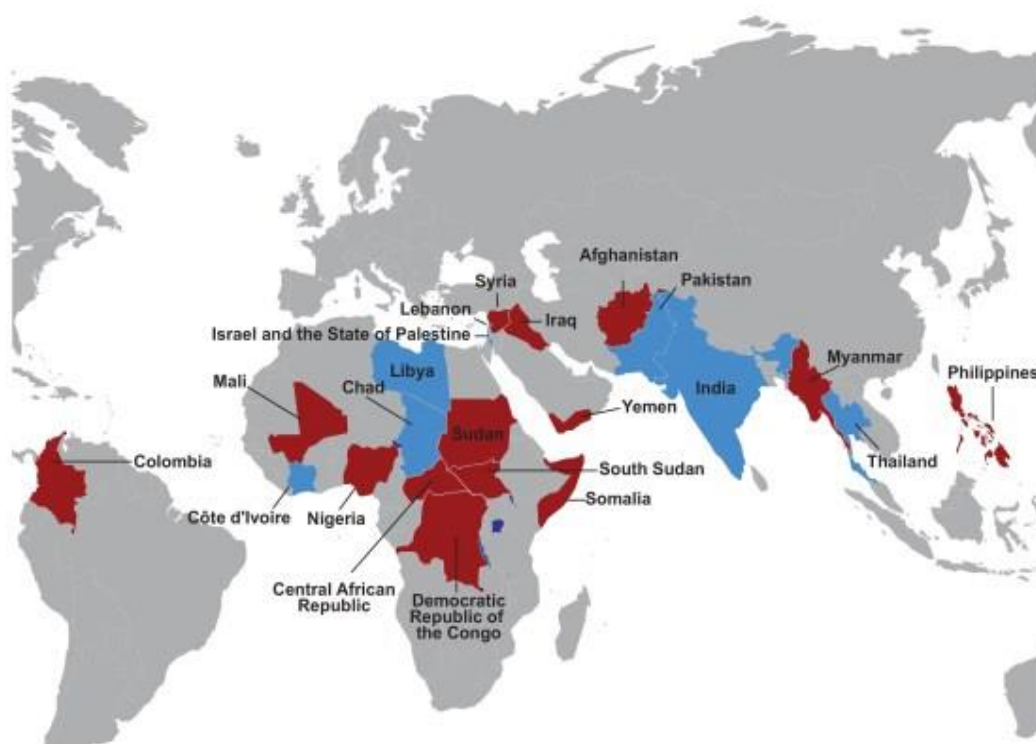 Afghanistan
Syria
Pakistan
Lebanon
Iraq
Israel and the State of Palestine
Libya
Myanmar
Mali
Chad
India
Philippines
Yemen
Sudan
Colombia
South Sudan
Thailand
Somalia
Côte d'Ivoire
Nigeria
Central African
Republic
Democratic
Republic of
the Congo